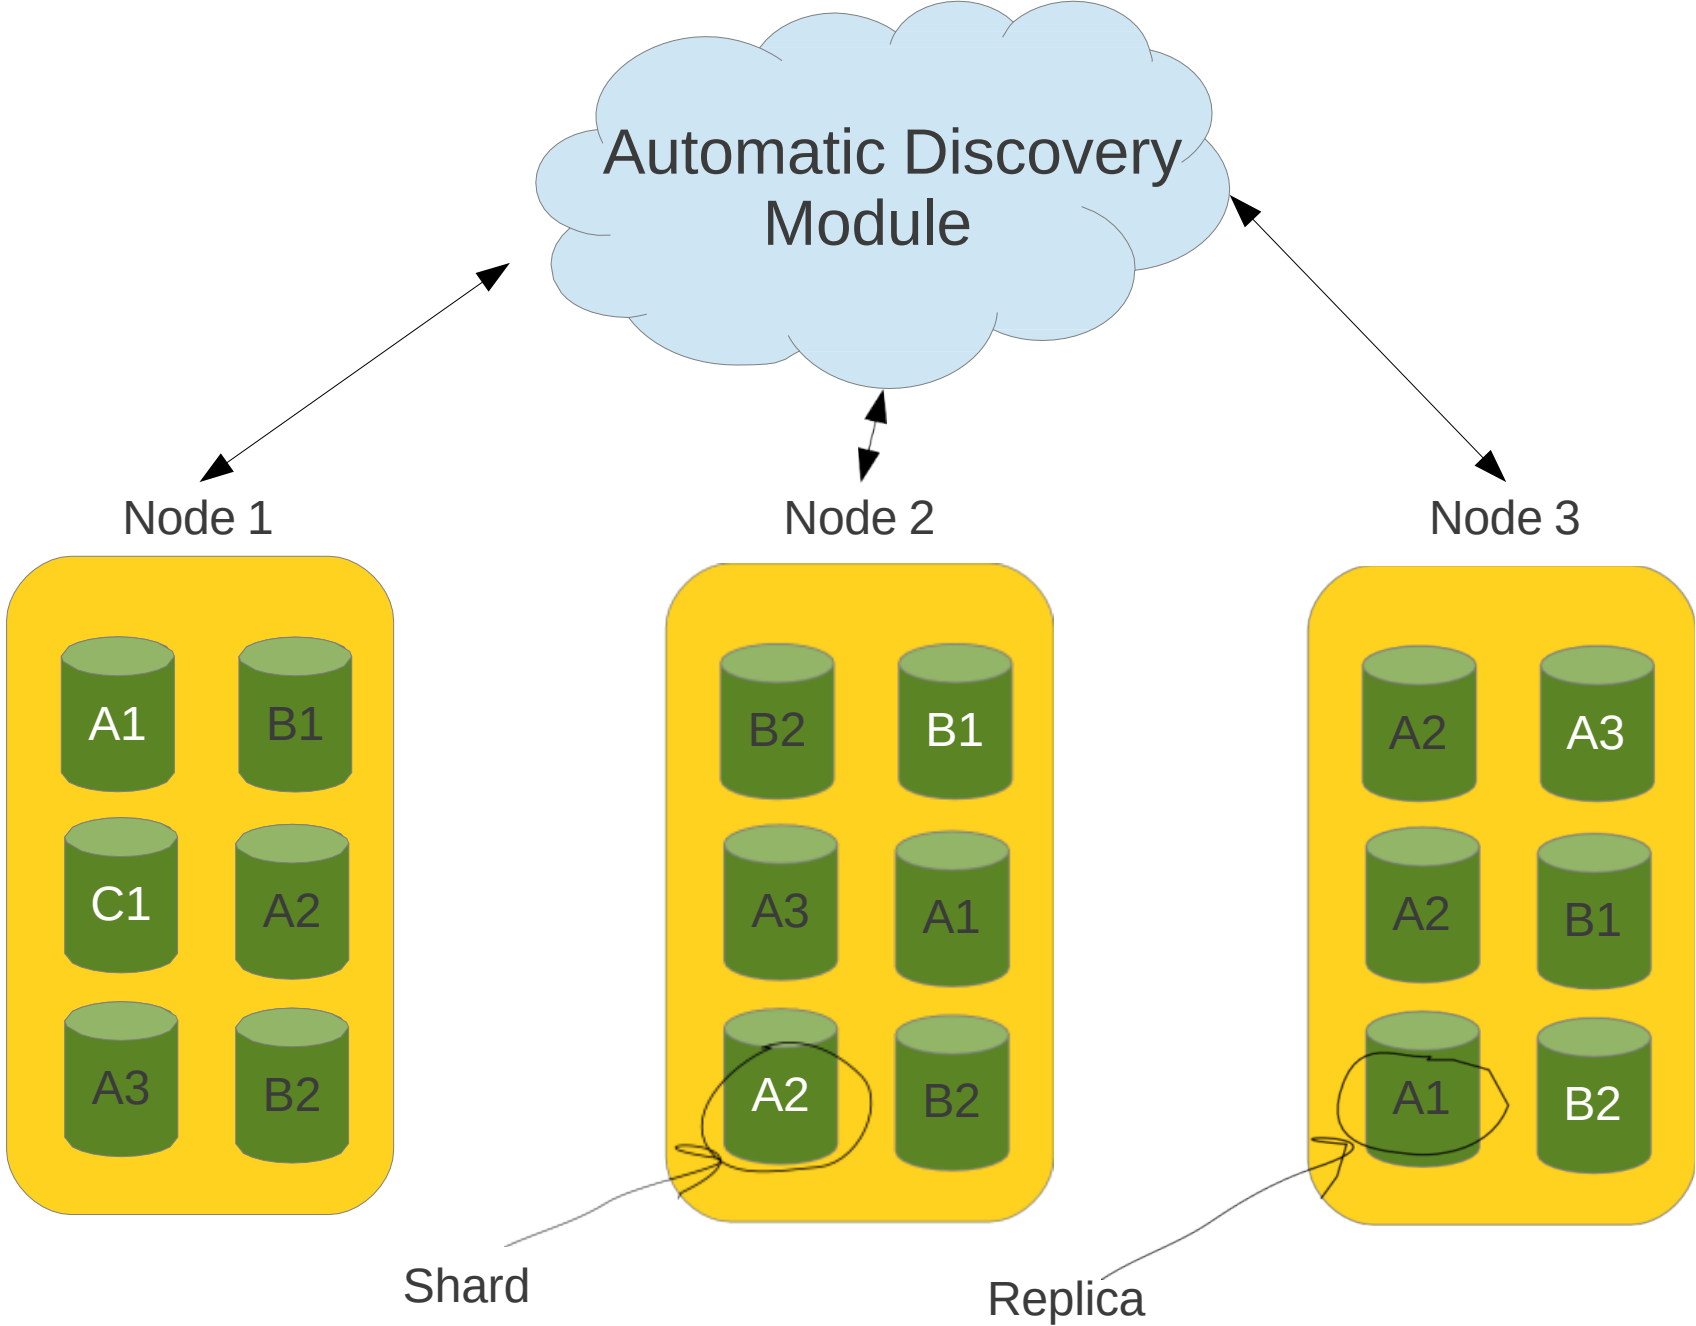 Automatic Discovery
Module
Node 1
Node 2
Node 3
A1
B1
C1
A2
A3
B2
B2
B1
A3
A1
A2
B2
A2
A3
A2
B1
A1
B2
Shard
Replica